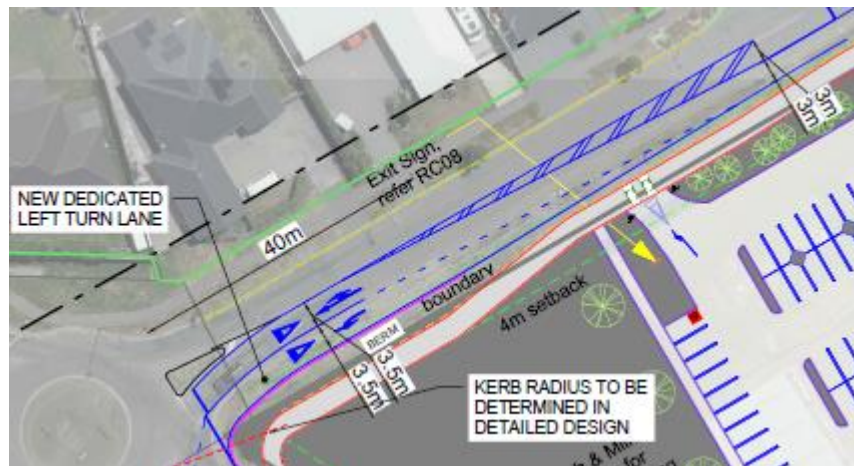 3m
3m
Exit Sign,
refer RC08
NEW DEDICATED
LEFT TURN LANE
40m
boundary
4m setback
BERM
3.5m
3.5m
KERB RADIUS TO BE
DETERMINED IN
DETAILED DESIGN
for